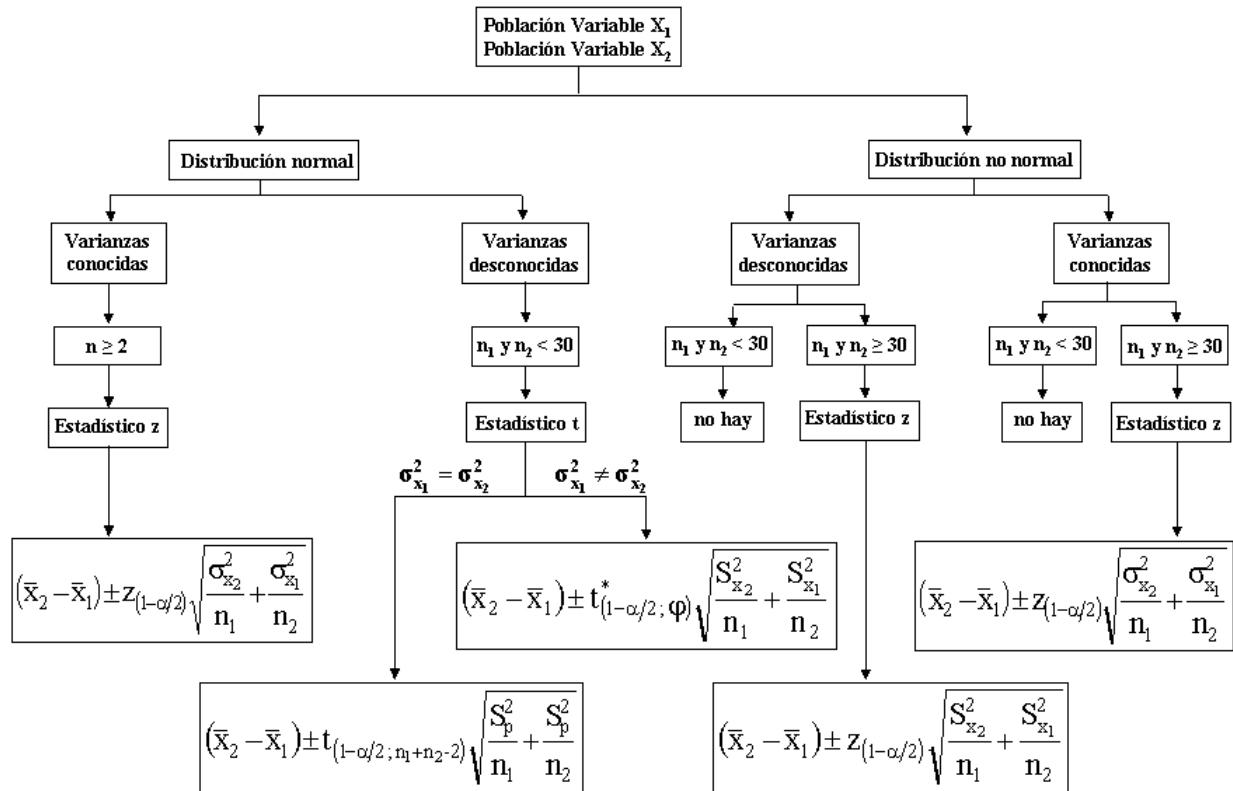 Población Variable X₁
Población Variable X₂
Distribución normal
Distribución no normal
Varianzas
conocidas
Varianzas
desconocidas
Varianzas
desconocidas
Varianzas
conocidas
n ≥ 2
n₁ y n₂ < 30
n₁ y n₂ < 30
n₁ y n₂ ≥ 30
n₁ y n₂ < 30
n₁ y n₂ ≥ 30
Estadístico z
Estadístico t
no hay
Estadístico z
no hay
Estadístico z
σ²ₓ₁ = σ²ₓ₂
σ²ₓ₁ ≠ σ²ₓ₂
(x̄₂ − x̄₁) ± z₍₁₋α/₂₎ √(σ²ₓ₂/n₁ + σ²ₓ₁/n₂)
(x̄₂ − x̄₁) ± t*₍₁₋α/₂ ; φ₎ √(S²ₓ₂/n₁ + S²ₓ₁/n₂)
(x̄₂ − x̄₁) ± z₍₁₋α/₂₎ √(σ²ₓ₂/n₁ + σ²ₓ₁/n₂)
(x̄₂ − x̄₁) ± t₍₁₋α/₂ ; n₁+n₂-2₎ √(S²ₚ/n₁ + S²ₚ/n₂)
(x̄₂ − x̄₁) ± z₍₁₋α/₂₎ √(S²ₓ₂/n₁ + S²ₓ₁/n₂)